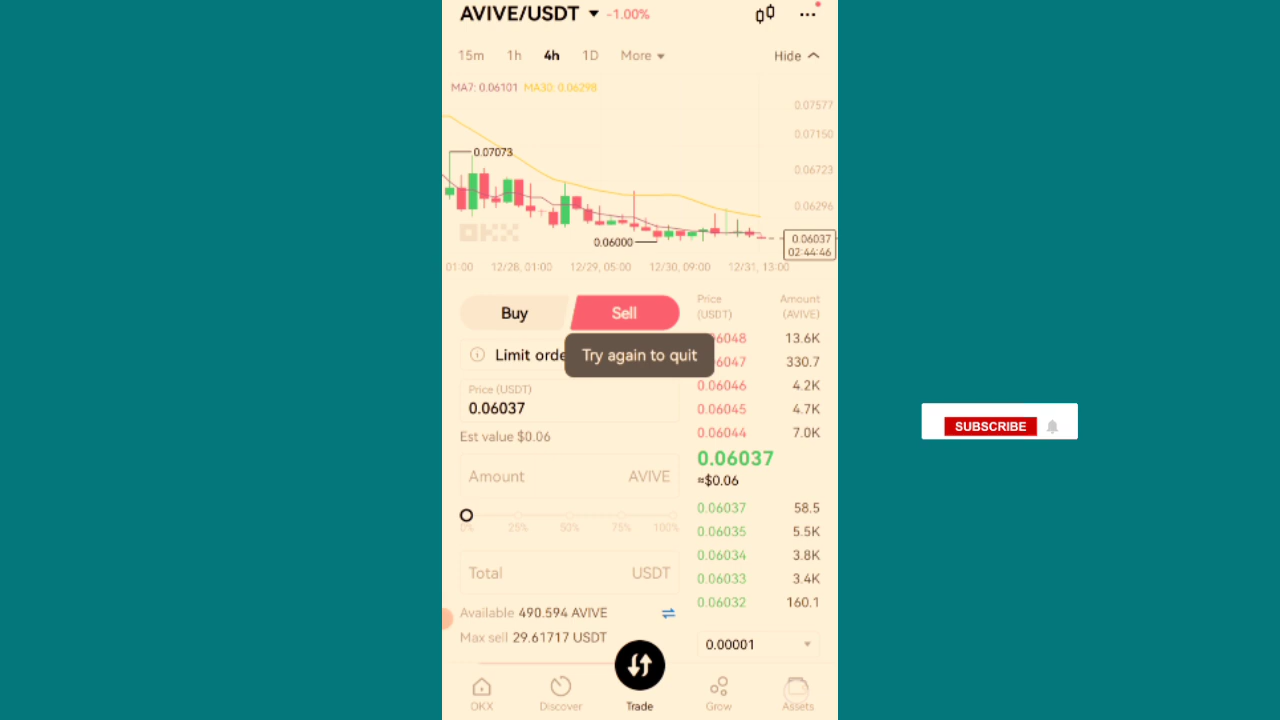 AVIVE/USDT -1.00%
15m 1h 4h 1D More Hide
MA7: 0.06101 MA30: 0.06298
0.07577
0.07150
0.07073
0.06723
0.06296
OKX
0.06000
0.06037
02:44:46
01:00 12/28, 01:00 12/29, 05:00 12/30, 09:00 12/31, 13:00
Buy Sell
Price (USDT) Amount (AVIVE)
Limit orde
Try again to quit
Price (USDT)
0.06037
Est value $0.06
Amount AVIVE
0% 25% 50% 75% 100%
Total USDT
Available 490.594 AVIVE
Max sell 29.61717 USDT
06048 13.6K
06047 330.7
0.06046 4.2K
0.06045 4.7K
0.06044 7.0K
0.06037
≈$0.06
0.06037 58.5
0.06035 5.5K
0.06034 3.8K
0.06033 3.4K
0.06032 160.1
0.00001
OKX Discover Trade Grow Assets
SUBSCRIBE